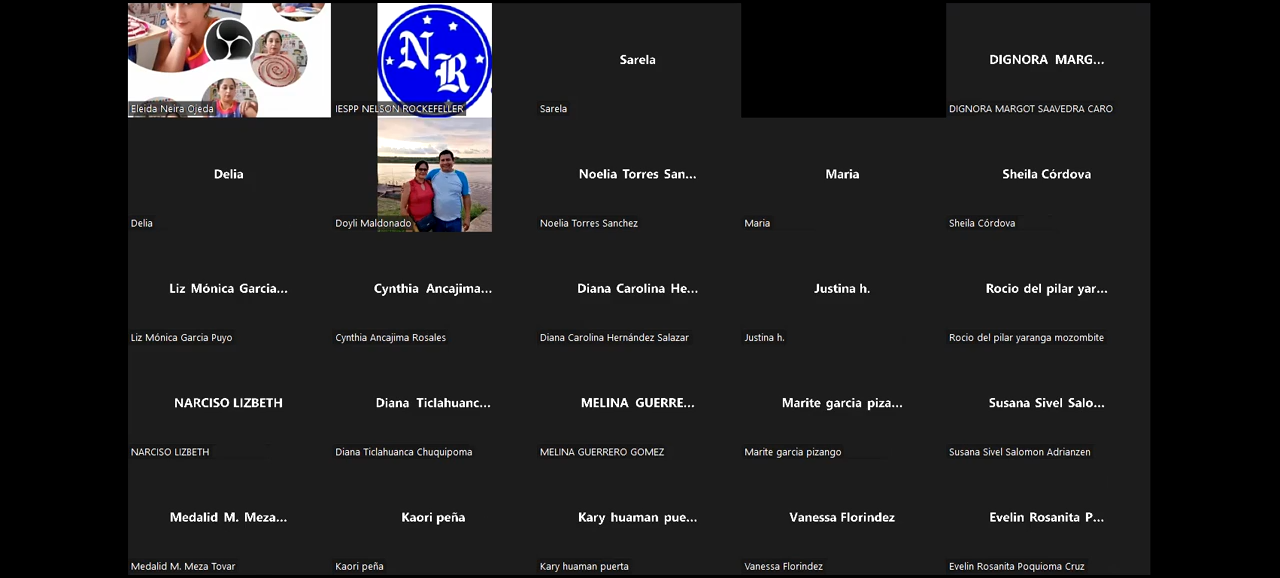 Eleida Neira Ojeda
N
R
IESPP NELSON ROCKEFELLER
Sarela
Sarela
DIGNORA MARG...
DIGNORA MARGOT SAAVEDRA CARO
Delia
Delia
Doyli Maldonado
Noelia Torres San...
Noelia Torres Sanchez
Maria
Maria
Sheila Córdova
Sheila Córdova
Liz Mónica Garcia...
Liz Mónica Garcia Puyo
Cynthia Ancajima...
Cynthia Ancajima Rosales
Diana Carolina He...
Diana Carolina Hernández Salazar
Justina h.
Justina h.
Rocio del pilar yar...
Rocio del pilar yaranga mozombite
NARCISO LIZBETH
NARCISO LIZBETH
Diana Ticlahuanc...
Diana Ticlahuanca Chuquipoma
MELINA GUERRE...
MELINA GUERRERO GOMEZ
Marite garcia piza...
Marite garcia pizango
Susana Sivel Salo...
Susana Sivel Salomon Adrianzen
Medalid M. Meza...
Medalid M. Meza Tovar
Kaori peña
Kaori peña
Kary huaman pue...
Kary huaman puerta
Vanessa Florindez
Vanessa Florindez
Evelin Rosanita P...
Evelin Rosanita Poquioma Cruz